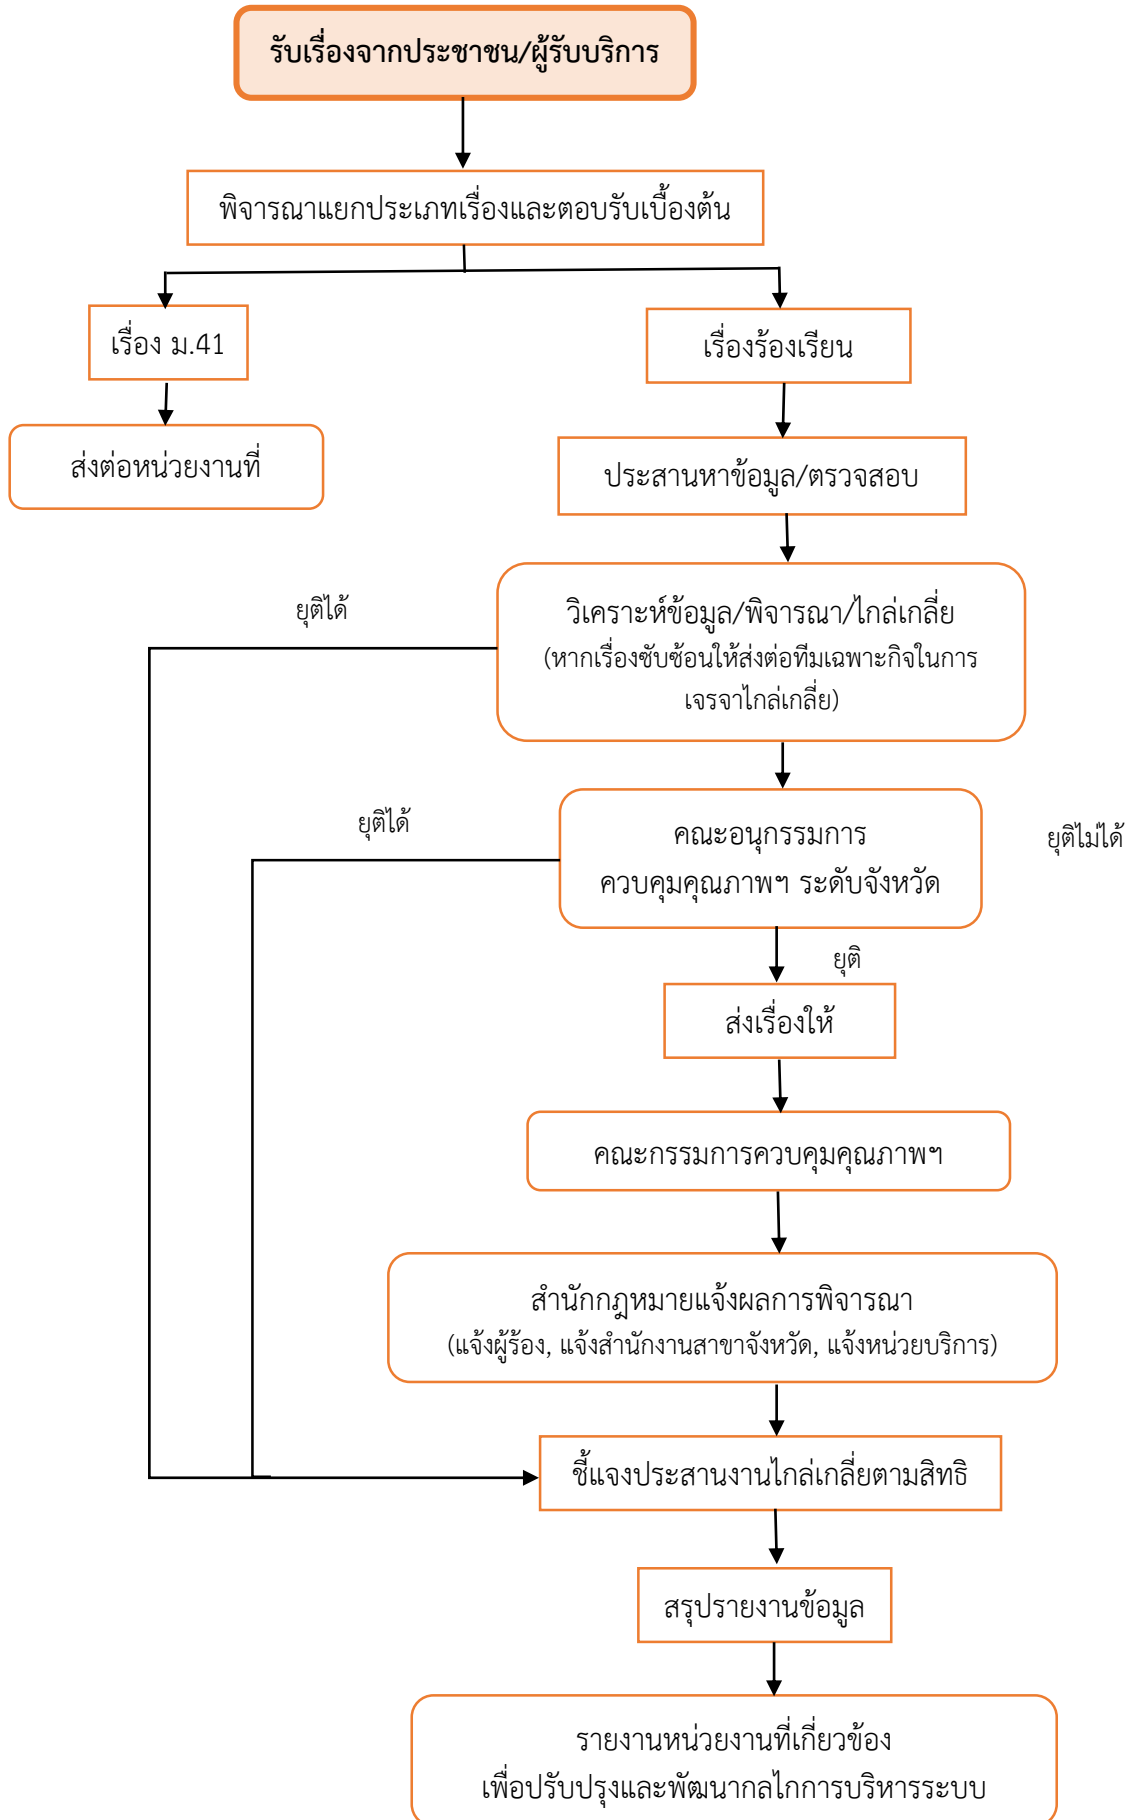 รับเรื่องจากประชาชน/ผู้รับบริการ
พิจารณาแยกประเภทเรื่องและตอบรับเบื้องต้น
เรื่อง ม.41
เรื่องร้องเรียน
ส่งต่อหน่วยงานที่
ประสานหาข้อมูล/ตรวจสอบ
ยุติได้
วิเคราะห์ข้อมูล/พิจารณา/ไกล่เกลี่ย
(หากเรื่องซับซ้อนให้ส่งต่อทีมเฉพาะกิจในการ
เจรจาไกล่เกลี่ย)
ยุติได้
คณะอนุกรรมการ
ควบคุมคุณภาพฯ ระดับจังหวัด
ยุติไม่ได้
ยุติ
ส่งเรื่องให้
คณะกรรมการควบคุมคุณภาพฯ
สำนักกฎหมายแจ้งผลการพิจารณา
(แจ้งผู้ร้อง, แจ้งสำนักงานสาขาจังหวัด, แจ้งหน่วยบริการ)
ชี้แจงประสานงานไกล่เกลี่ยตามสิทธิ
สรุปรายงานข้อมูล
รายงานหน่วยงานที่เกี่ยวข้อง
เพื่อปรับปรุงและพัฒนากลไกการบริหารระบบ